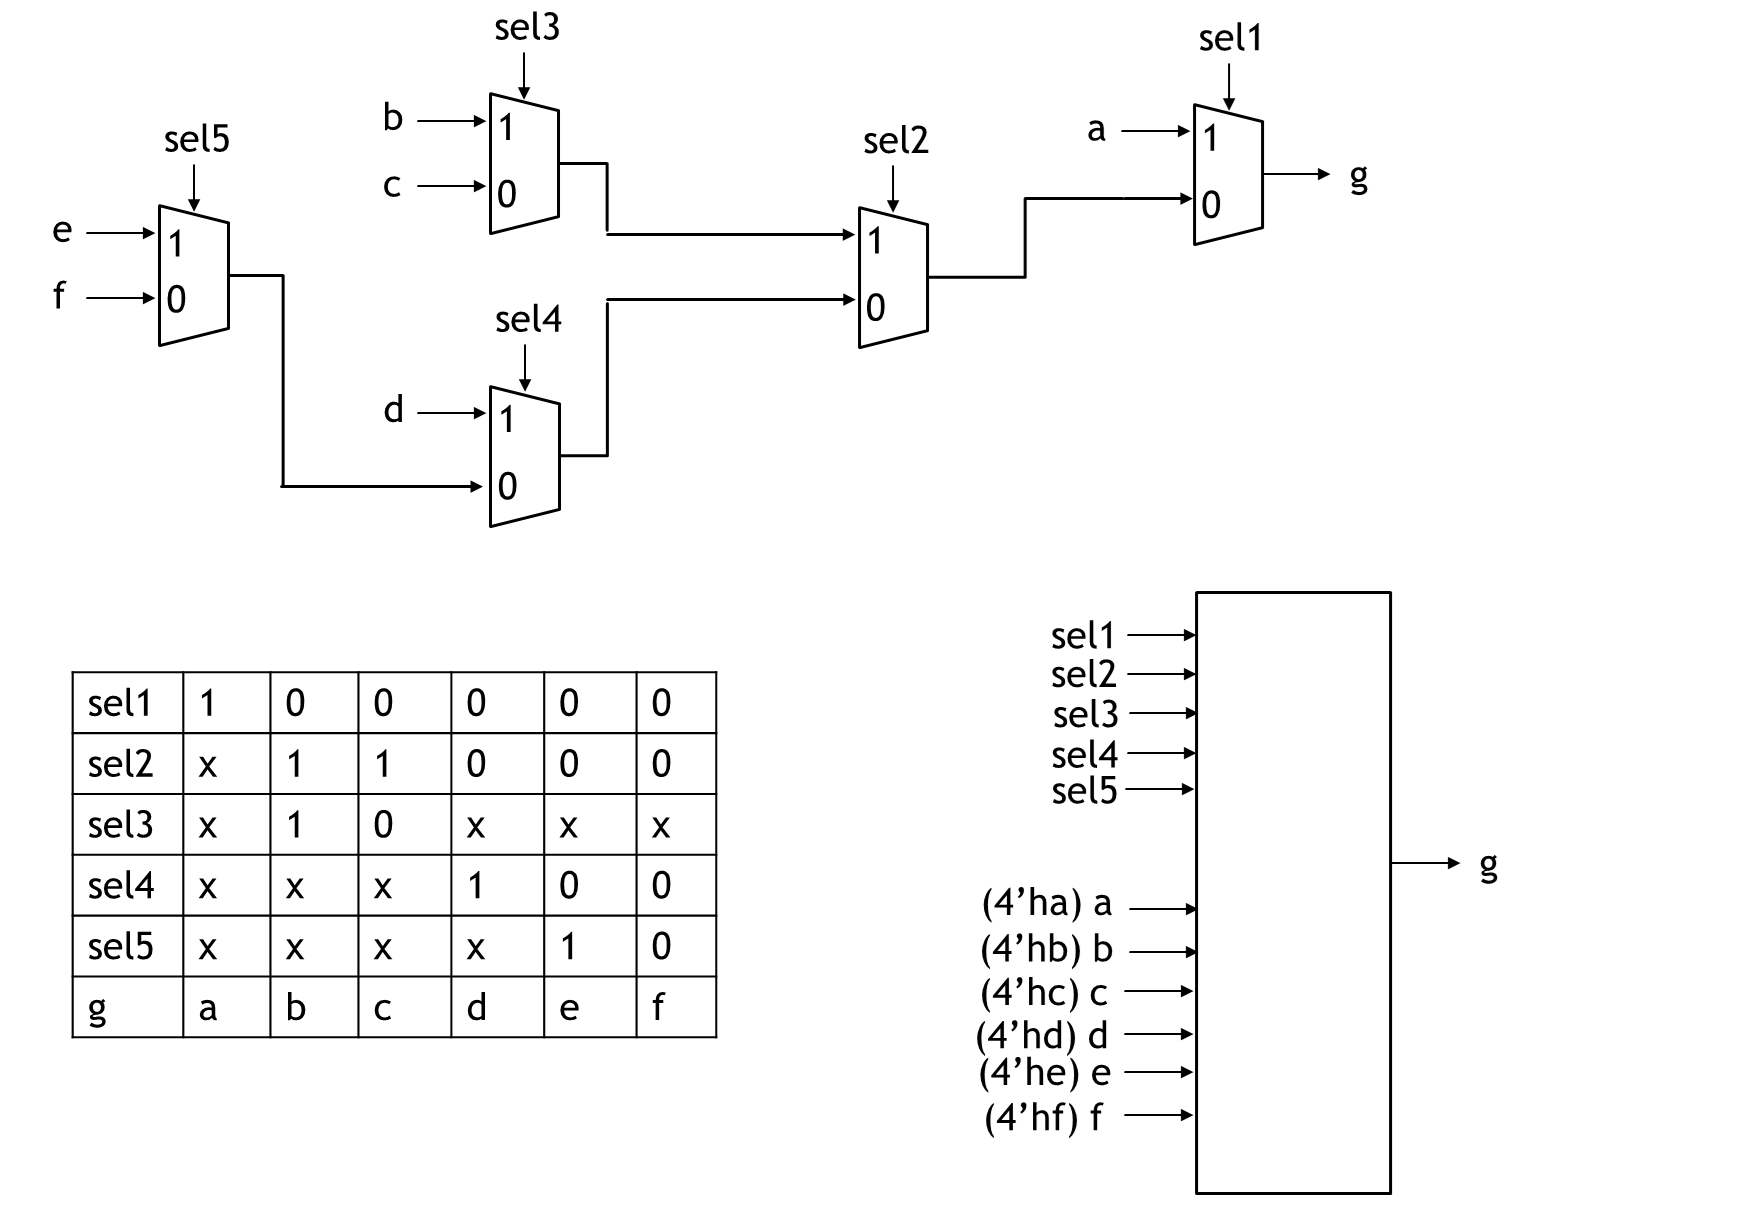 sel3
sel1
b
1
sel5
sel2
a
1
c
0
g
e
1
1
0
f
0
0
sel4
d
1
0
sel1 1 0 0 0 0 0
sel2 x 1 1 0 0 0
sel3 x 1 0 x x x
sel4 x x x 1 0 0
sel5 x x x x 1 0
g a b c d e f
sel1
sel2
sel3
sel4
sel5
g
(4’ha) a
(4’hb) b
(4’hc) c
(4’hd) d
(4’he) e
(4’hf) f